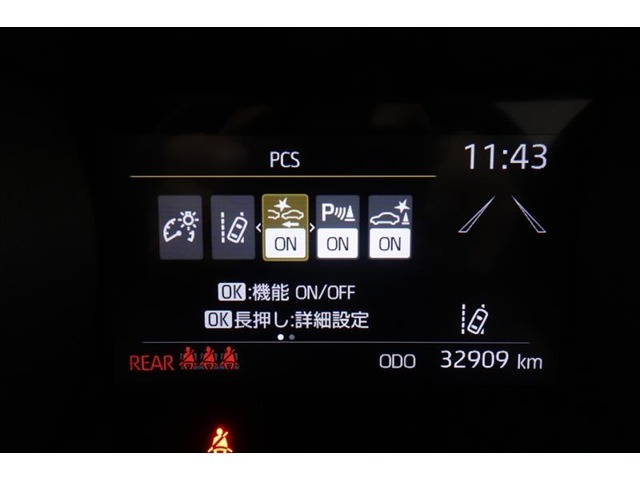 PCS
11:43
ON ON ON
OK:機能 ON/OFF
OK長押し:詳細設定
REAR ODO 32909 km